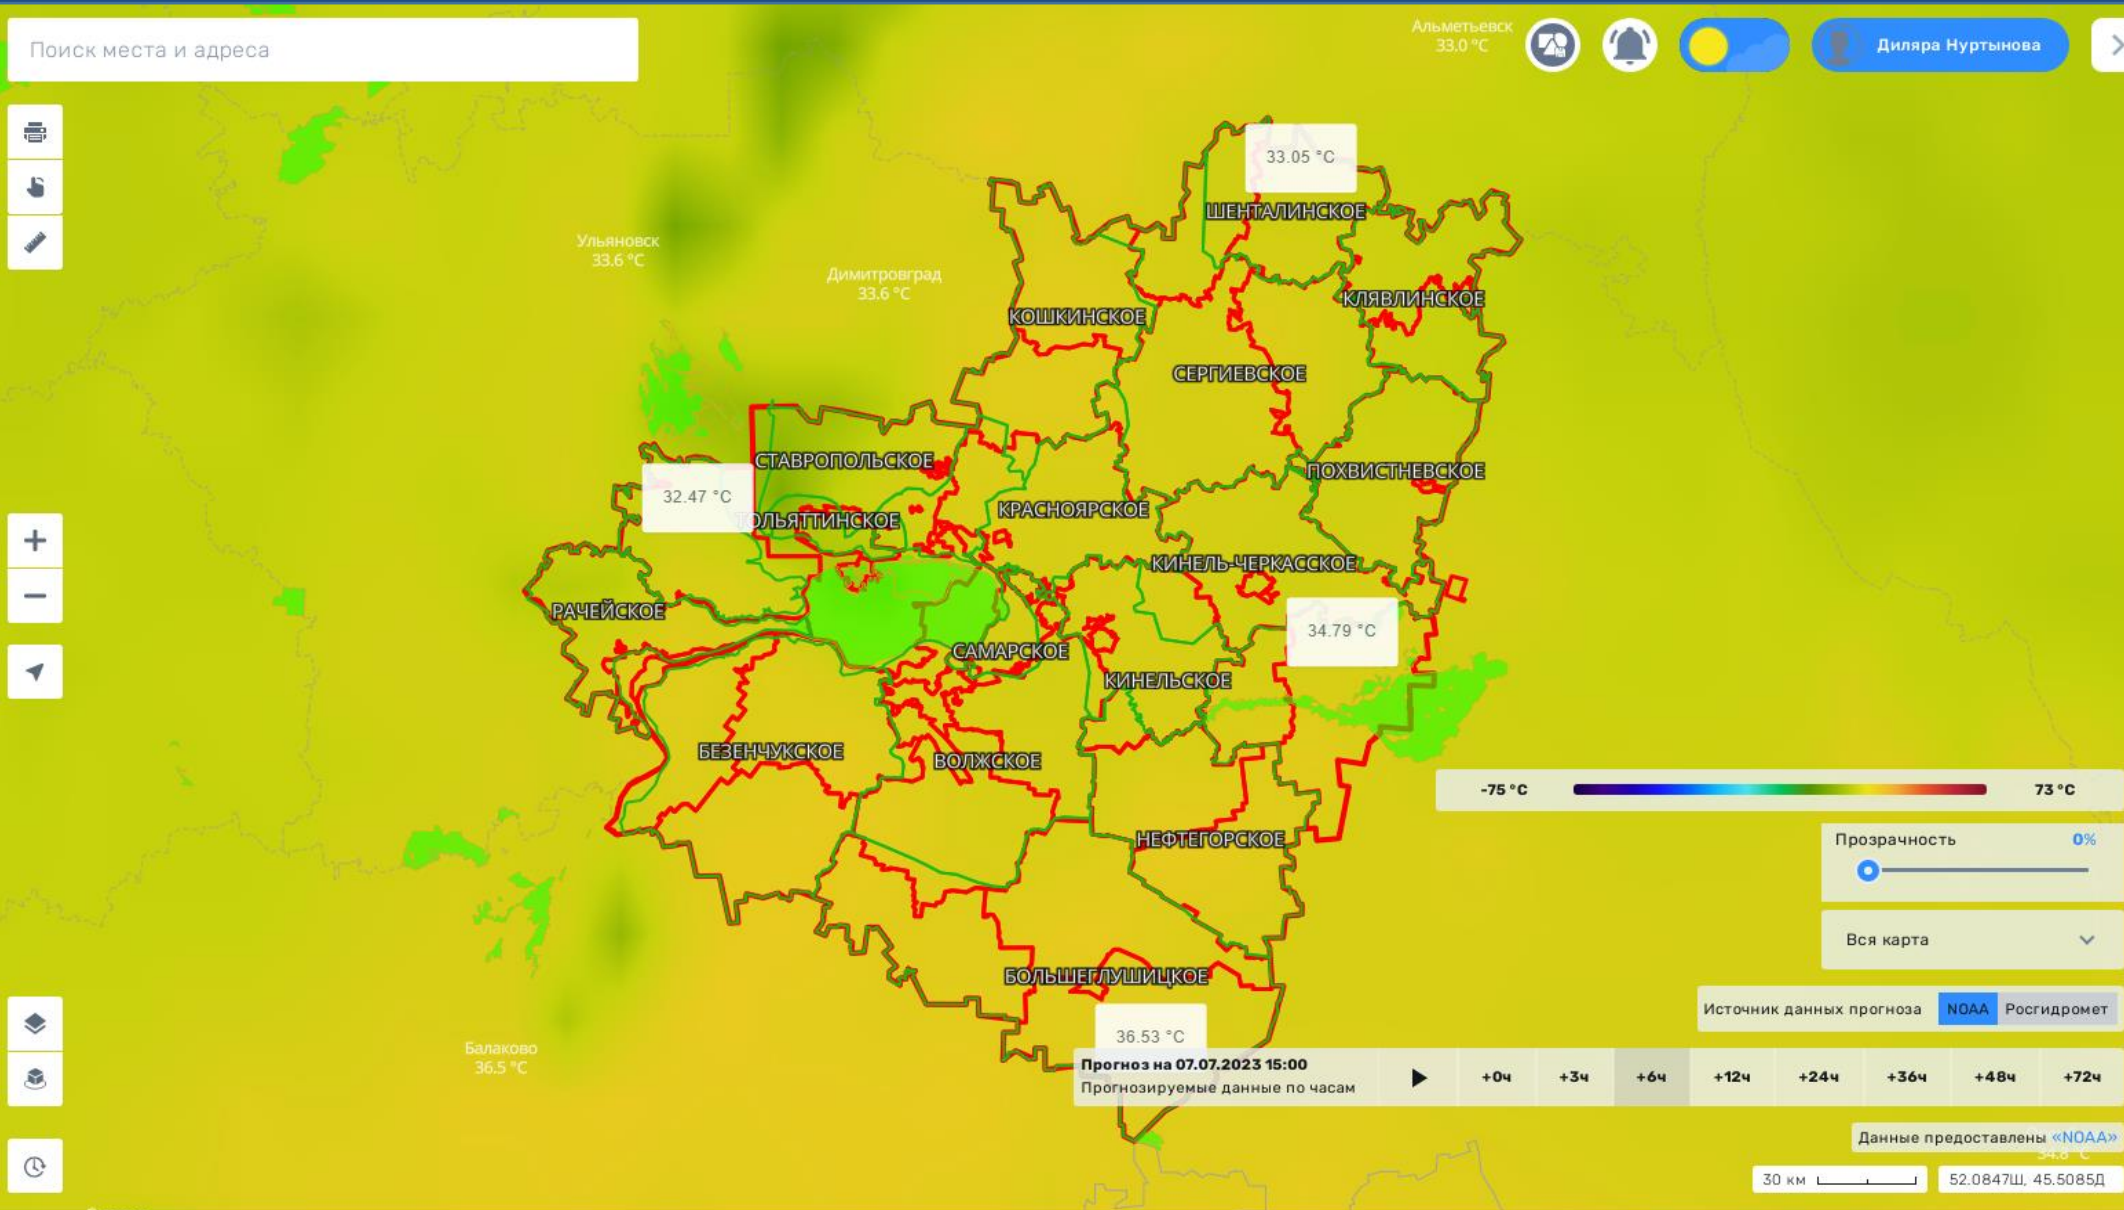 Поиск места и адреса
Альметьевск
33.0 °C
Диляра Нуртынова
33.05 °C
ШЕНТАЛИНСКОЕ
Ульяновск
33.6 °C
Димитровград
33.6 °C
КЛЯВЛИНСКОЕ
КОШКИНСКОЕ
СЕРГИЕВСКОЕ
СТАВРОПОЛЬСКОЕ
ПОХВИСТНЕВСКОЕ
32.47 °C
КРАСНОЯРСКОЕ
ТОЛЬЯТТИНСКОЕ
КИНЕЛЬ-ЧЕРКАССКОЕ
РАЧЕЙСКОЕ
34.79 °C
САМАРСКОЕ
КИНЕЛЬСКОЕ
БЕЗЕНЧУКСКОЕ
ВОЛЖСКОЕ
-75 °C 73 °C
НЕФТЕГОРСКОЕ
Прозрачность 0%
Вся карта
БОЛЬШЕГЛУШИЦКОЕ
Источник данных прогноза NOAA Росгидромет
36.53 °C
Балаково
36.5 °C
Прогноз на 07.07.2023 15:00
Прогнозируемые данные по часам
+0ч +3ч +6ч +12ч +24ч +36ч +48ч +72ч
Данные предоставлены «NOAA»
34.8 °C
30 км
52.0847Ш, 45.5085Д